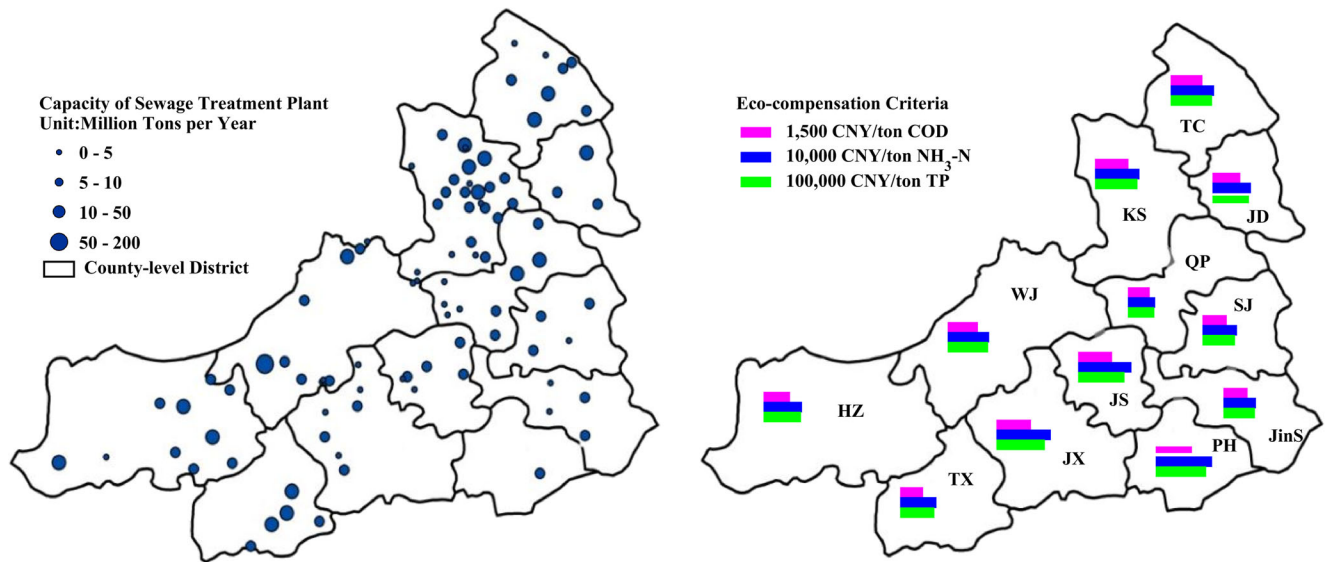 Capacity of Sewage Treatment Plant
Unit:Million Tons per Year
0 - 5
5 - 10
10 - 50
50 - 200
County-level District
Eco-compensation Criteria
1,500 CNY/ton COD
10,000 CNY/ton NH₃-N
100,000 CNY/ton TP
TC
KS
JD
QP
WJ
SJ
JS
HZ
JinS
PH
JX
TX